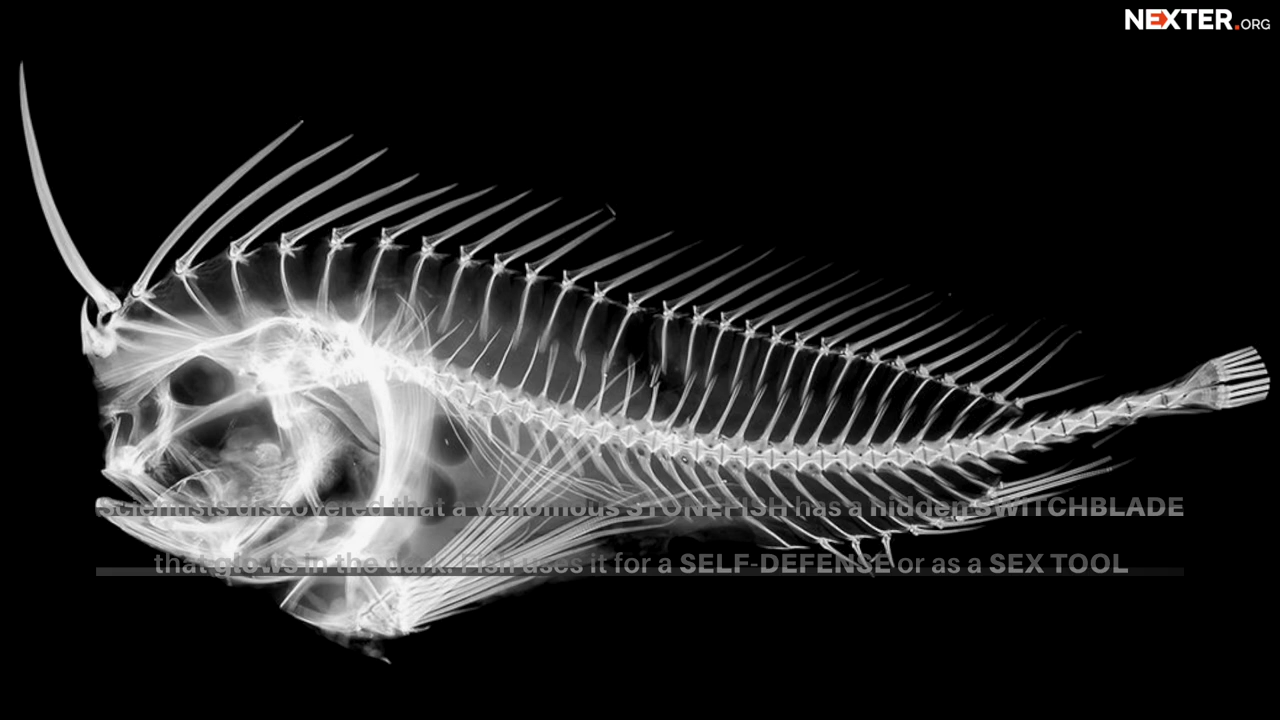 NEXTER.ORG
Scientists discovered that a venomous STONEFISH has a hidden SWITCHBLADE
that glows in the dark. Fish uses it for a SELF-DEFENSE or as a SEX TOOL